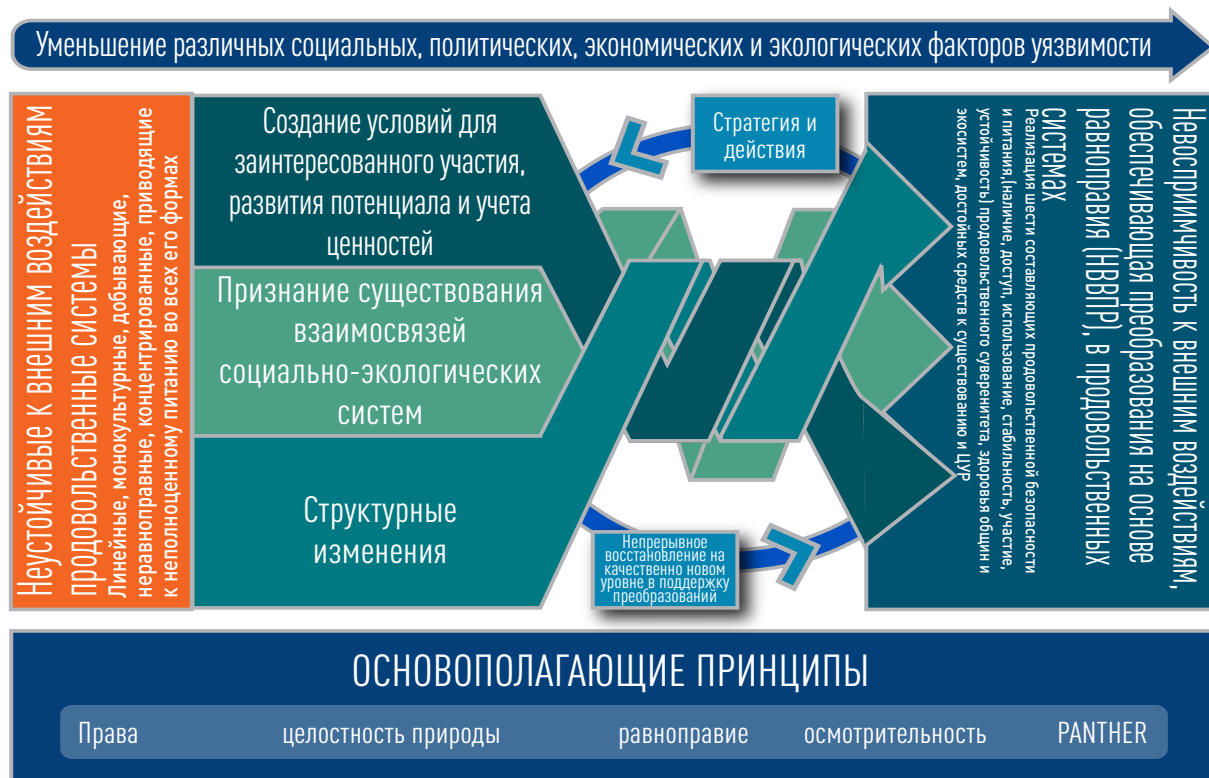 Уменьшение различных социальных, политических, экономических и экологических факторов уязвимости
Неустойчивые к внешним воздействиям
продовольственные системы
Линейные, монокультурные, добывающие,
неравноправные, концентрированные, приводящие
к неполноценному питанию во всех его формах
Создание условий для
заинтересованного участия,
развития потенциала и учета
ценностей
Признание существования
взаимосвязей
социально-экологических
систем
Структурные
изменения
Стратегия и
действия
Непрерывное
восстановление на
качественно новом
уровне в поддержку
преобразований
Невосприимчивость к внешним воздействиям,
обеспечивающая преобразования на основе
равноправия (НВВПР), в продовольственных
системах
Реализация шести составляющих продовольственной безопасности
и питания, (наличие, доступ, использование, стабильность, участие,
устойчивость) продовольственного суверенитета, здоровья общин и
экосистем, достойных средств к существованию и ЦУР
ОСНОВОПОЛАГАЮЩИЕ ПРИНЦИПЫ
Права целостность природы равноправие осмотрительность PANTHER